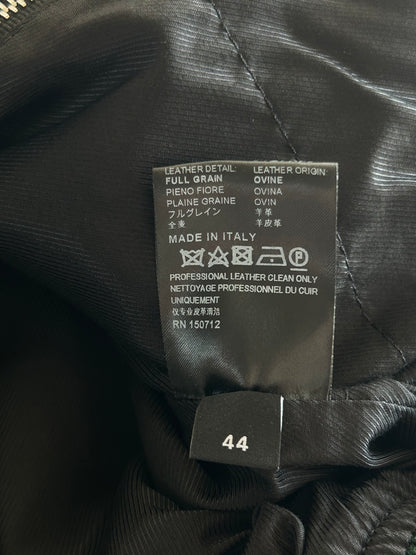 LEATHER DETAIL: LEATHER ORIGIN:
FULL GRAIN OVINE
PIENO FIORE OVINA
PLAINE GRAINE OVIN
フルグレイン 羊革
全麦 羊皮革
MADE IN ITALY
P
PROFESSIONAL LEATHER CLEAN ONLY
NETTOYAGE PROFESSIONNEL DU CUIR
UNIQUEMENT
仅专业皮革清洁
RN 150712
44